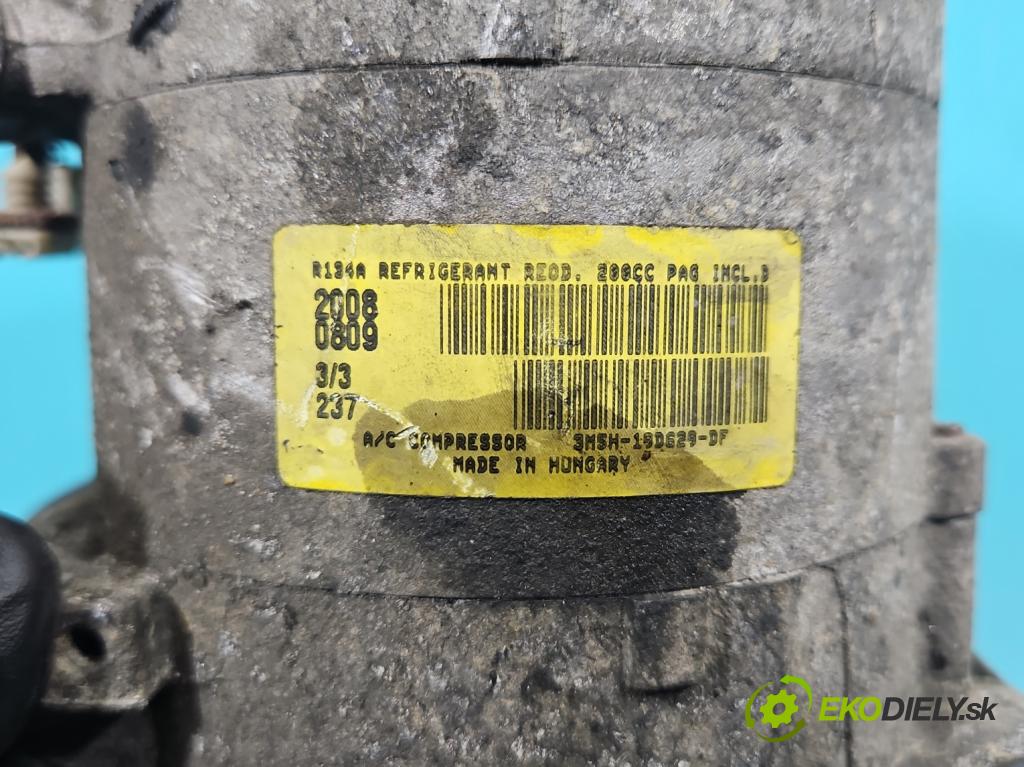 R134A REFRIGERANT REQD. 200CC PAG INCL.D
2008
0809
3/3
237
A/C COMPRESSOR 3M5H-19D629-DF
MADE IN HUNGARY
EKODIELY.sk